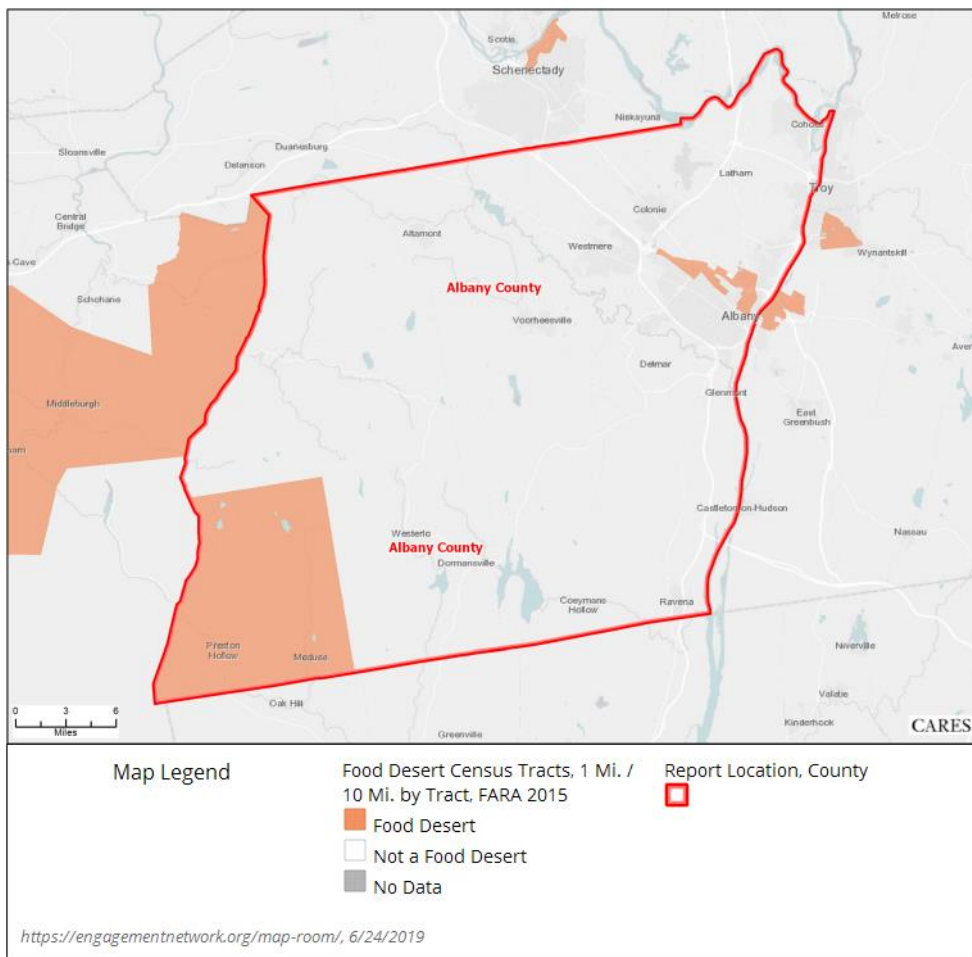 Melrose
Scotia
Schenectady
Niskayuna
Cohoes
Sloansville
Duanesburg
Delanson
Latham
Troy
Central
Bridge
Colonie
Altamont
Westmere
Wynantskill
Cave
Schoharie
Albany County
Voorheesville
Albany
Aver
Delmar
Middleburgh
Glenmont
East
Greenbush
ham
Castleton-on-Hudson
Westerlo
Nassau
Albany County
Dormansville
Coeymans
Hollow
Ravena
Preston
Hollow
Medusa
Niverville
0 3 6
Miles
Oak Hill
Valatie
Kinderhook
CARES
Greenville
Map Legend
Food Desert Census Tracts, 1 Mi. /
10 Mi. by Tract, FARA 2015
Food Desert
Not a Food Desert
No Data
Report Location, County
https://engagementnetwork.org/map-room/, 6/24/2019